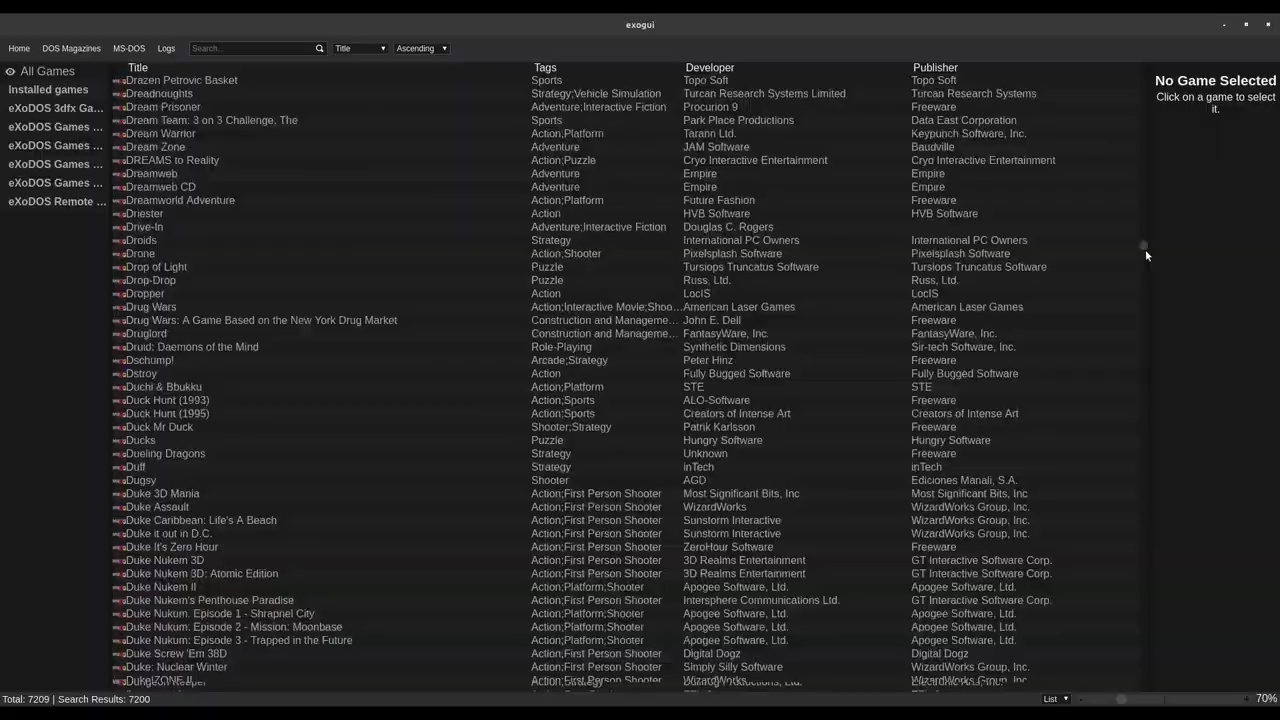 exogui
Home DOS Magazines MS-DOS Logs Search... Title Ascending
All Games
Installed games
eXoDOS 3dfx Ga...
eXoDOS Games ...
eXoDOS Games ...
eXoDOS Games ...
eXoDOS Games ...
eXoDOS Remote ...
Title Tags Developer Publisher
Drazen Petrovic Basket Sports Topo Soft Topo Soft
Dreadnoughts Strategy;Vehicle Simulation Turcan Research Systems Limited Turcan Research Systems
Dream Prisoner Adventure;Interactive Fiction Procurion 9 Freeware
Dream Team: 3 on 3 Challenge, The Sports Park Place Productions Data East Corporation
Dream Warrior Action;Platform Tarann Ltd. Keypunch Software, Inc.
Dream Zone Adventure JAM Software Baudville
DREAMS to Reality Action;Puzzle Cryo Interactive Entertainment Cryo Interactive Entertainment
Dreamweb Adventure Empire Empire
Dreamweb CD Adventure Empire Empire
Dreamworld Adventure Action;Platform Future Fashion Freeware
Driester Action HVB Software HVB Software
Drive-In Adventure;Interactive Fiction Douglas C. Rogers
Droids Strategy International PC Owners International PC Owners
Drone Action;Shooter Pixelsplash Software Pixelsplash Software
Drop of Light Puzzle Tursiops Truncatus Software Tursiops Truncatus Software
Drop-Drop Puzzle Russ, Ltd. Russ, Ltd.
Dropper Action LocIS LocIS
Drug Wars Action;Interactive Movie;Shoo... American Laser Games American Laser Games
Drug Wars: A Game Based on the New York Drug Market Construction and Manageme... John E. Dell Freeware
Druglord Construction and Manageme... FantasyWare, Inc. FantasyWare, Inc.
Druid: Daemons of the Mind Role-Playing Synthetic Dimensions Sir-tech Software, Inc.
Dschump! Arcade;Strategy Peter Hinz Freeware
Dstroy Action Fully Bugged Software Fully Bugged Software
Duchi & Bbukku Action;Platform STE STE
Duck Hunt (1993) Action;Sports ALO-Software Freeware
Duck Hunt (1995) Action;Sports Creators of Intense Art Creators of Intense Art
Duck Mr Duck Shooter;Strategy Patrik Karlsson Freeware
Ducks Puzzle Hungry Software Hungry Software
Dueling Dragons Strategy Unknown Freeware
Duff Strategy inTech inTech
Dugsy Shooter AGD Ediciones Manali, S.A.
Duke 3D Mania Action;First Person Shooter Most Significant Bits, Inc Most Significant Bits, Inc
Duke Assault Action;First Person Shooter WizardWorks WizardWorks Group, Inc.
Duke Caribbean: Life's A Beach Action;First Person Shooter Sunstorm Interactive WizardWorks Group, Inc.
Duke it out in D.C. Action;First Person Shooter Sunstorm Interactive WizardWorks Group, Inc.
Duke It's Zero Hour Action;First Person Shooter ZeroHour Software Freeware
Duke Nukem 3D Action;First Person Shooter 3D Realms Entertainment GT Interactive Software Corp.
Duke Nukem 3D: Atomic Edition Action;First Person Shooter 3D Realms Entertainment GT Interactive Software Corp.
Duke Nukem II Action;Platform;Shooter Apogee Software, Ltd. Apogee Software, Ltd.
Duke Nukem's Penthouse Paradise Action;First Person Shooter Intersphere Communications Ltd. GT Interactive Software Corp.
Duke Nukum: Episode 1 - Shrapnel City Action;Platform;Shooter Apogee Software, Ltd. Apogee Software, Ltd.
Duke Nukum: Episode 2 - Mission: Moonbase Action;Platform;Shooter Apogee Software, Ltd. Apogee Software, Ltd.
Duke Nukum: Episode 3 - Trapped in the Future Action;Platform;Shooter Apogee Software, Ltd. Apogee Software, Ltd.
Duke Screw 'Em 38D Action;First Person Shooter Digital Dogz Digital Dogz
Duke: Nuclear Winter Action;First Person Shooter Simply Silly Software WizardWorks Group, Inc.
No Game Selected
Click on a game to select
it.
Total: 7209 | Search Results: 7200 List 70%